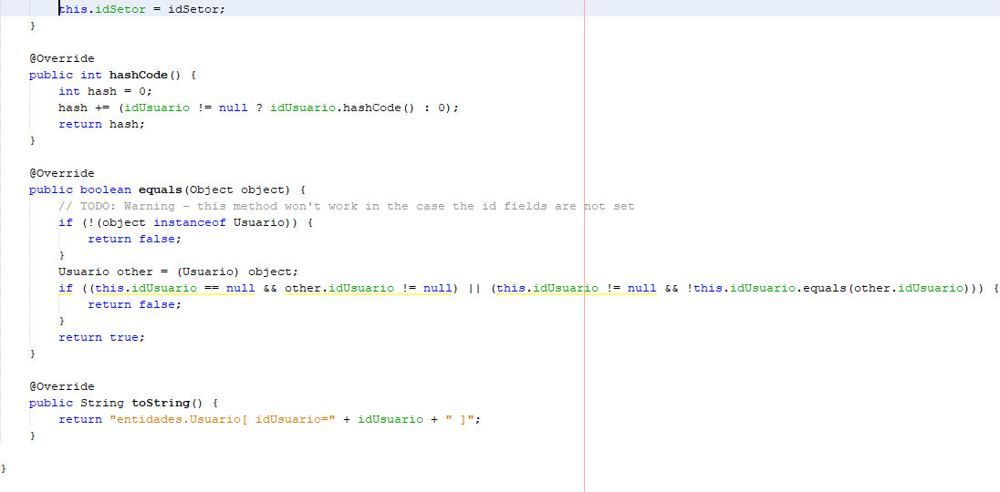 this.idSetor = idSetor;
}
@Override
public int hashCode() {
int hash = 0;
hash += (idUsuario != null ? idUsuario.hashCode() : 0);
return hash;
}
@Override
public boolean equals(Object object) {
// TODO: Warning - this method won't work in the case the id fields are not set
if (!(object instanceof Usuario)) {
return false;
}
Usuario other = (Usuario) object;
if ((this.idUsuario == null && other.idUsuario != null) || (this.idUsuario != null && !this.idUsuario.equals(other.idUsuario))) {
return false;
}
return true;
}
@Override
public String toString() {
return "entidades.Usuario[ idUsuario=" + idUsuario + " ]";
}
}